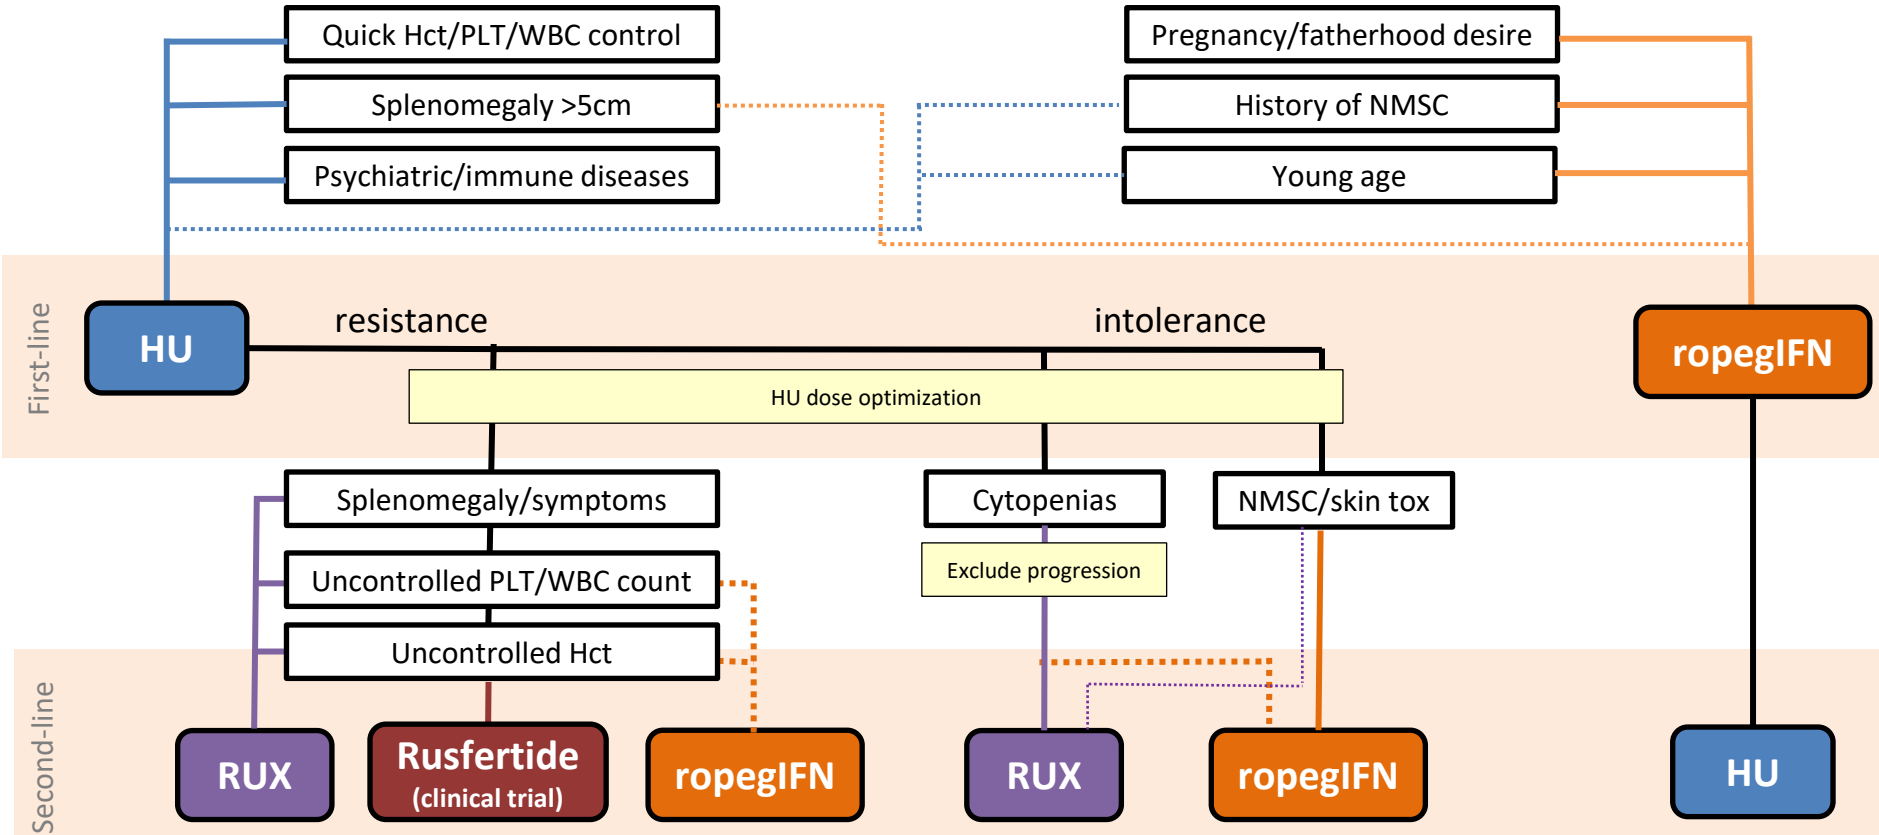 Quick Hct/PLT/WBC control
Pregnancy/fatherhood desire
Splenomegaly >5cm
History of NMSC
Psychiatric/immune diseases
Young age
First-line
HU
resistance
intolerance
ropegIFN
HU dose optimization
Splenomegaly/symptoms
Cytopenias
NMSC/skin tox
Uncontrolled PLT/WBC count
Exclude progression
Uncontrolled Hct
Second-line
RUX
Rusfertide
(clinical trial)
ropegIFN
RUX
ropegIFN
HU